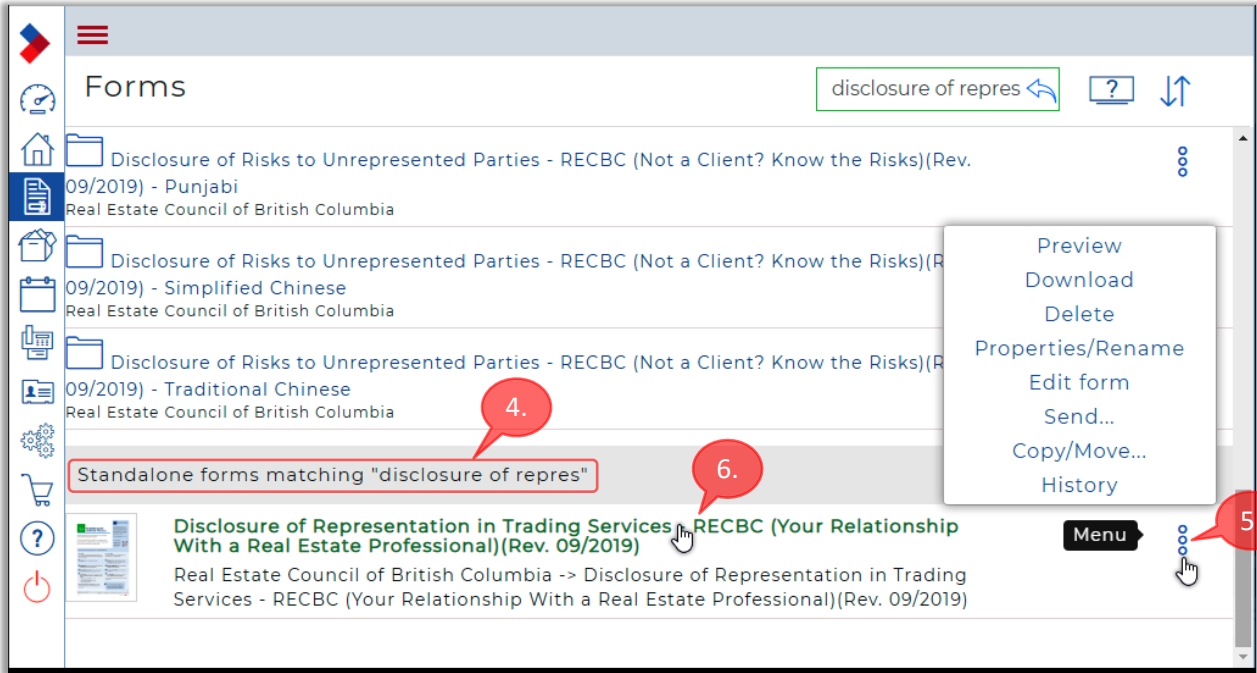 Forms
disclosure of repres
?
Disclosure of Risks to Unrepresented Parties - RECBC (Not a Client? Know the Risks)(Rev.
09/2019) - Punjabi
Real Estate Council of British Columbia
Disclosure of Risks to Unrepresented Parties - RECBC (Not a Client? Know the Risks)(R
09/2019) - Simplified Chinese
Real Estate Council of British Columbia
Disclosure of Risks to Unrepresented Parties - RECBC (Not a Client? Know the Risks)(R
09/2019) - Traditional Chinese
Real Estate Council of British Columbia
Preview
Download
Delete
Properties/Rename
Edit form
Send...
Copy/Move...
History
4.
Standalone forms matching "disclosure of repres"
6.
Disclosure of Representation in Trading Services - RECBC (Your Relationship
With a Real Estate Professional)(Rev. 09/2019)
Menu
5
Real Estate Council of British Columbia -> Disclosure of Representation in Trading
Services - RECBC (Your Relationship With a Real Estate Professional)(Rev. 09/2019)
?